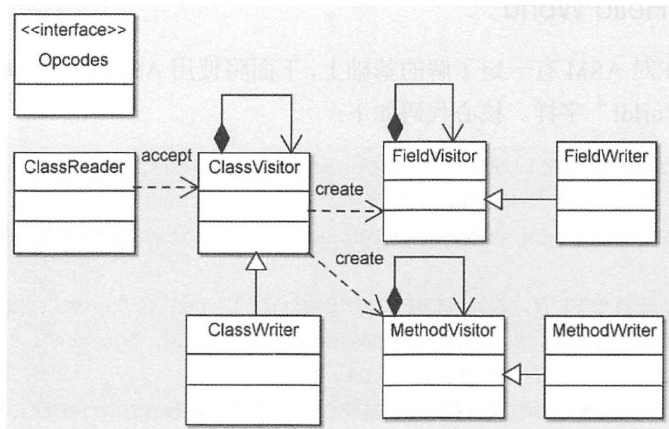 <<interface>>
Opcodes
ClassReader
accept
ClassVisitor
create
FieldVisitor
FieldWriter
create
ClassWriter
MethodVisitor
MethodWriter